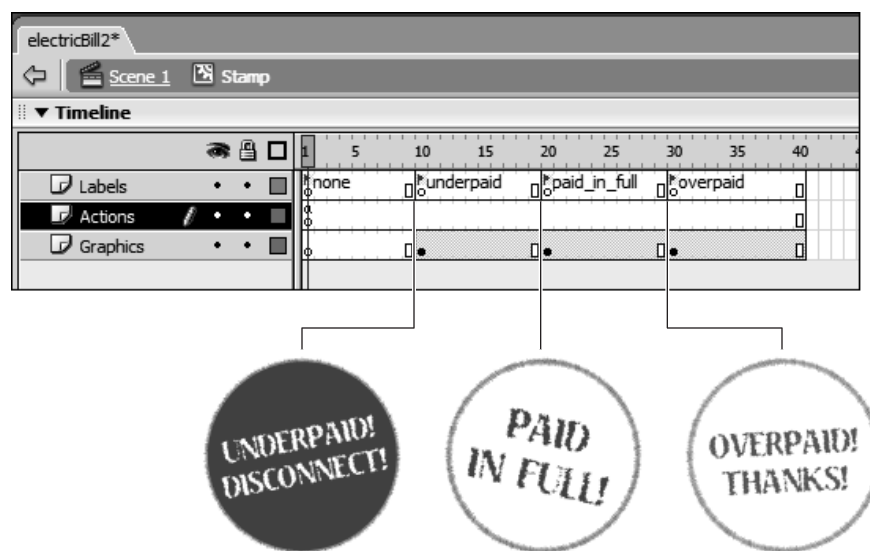 electricBill2*
Scene 1 Stamp
Timeline
1 5 10 15 20 25 30 35 40
Labels none underpaid paid_in_full overpaid
Actions
Graphics
UNDERPAID!
DISCONNECT!
PAID
IN FULL!
OVERPAID!
THANKS!